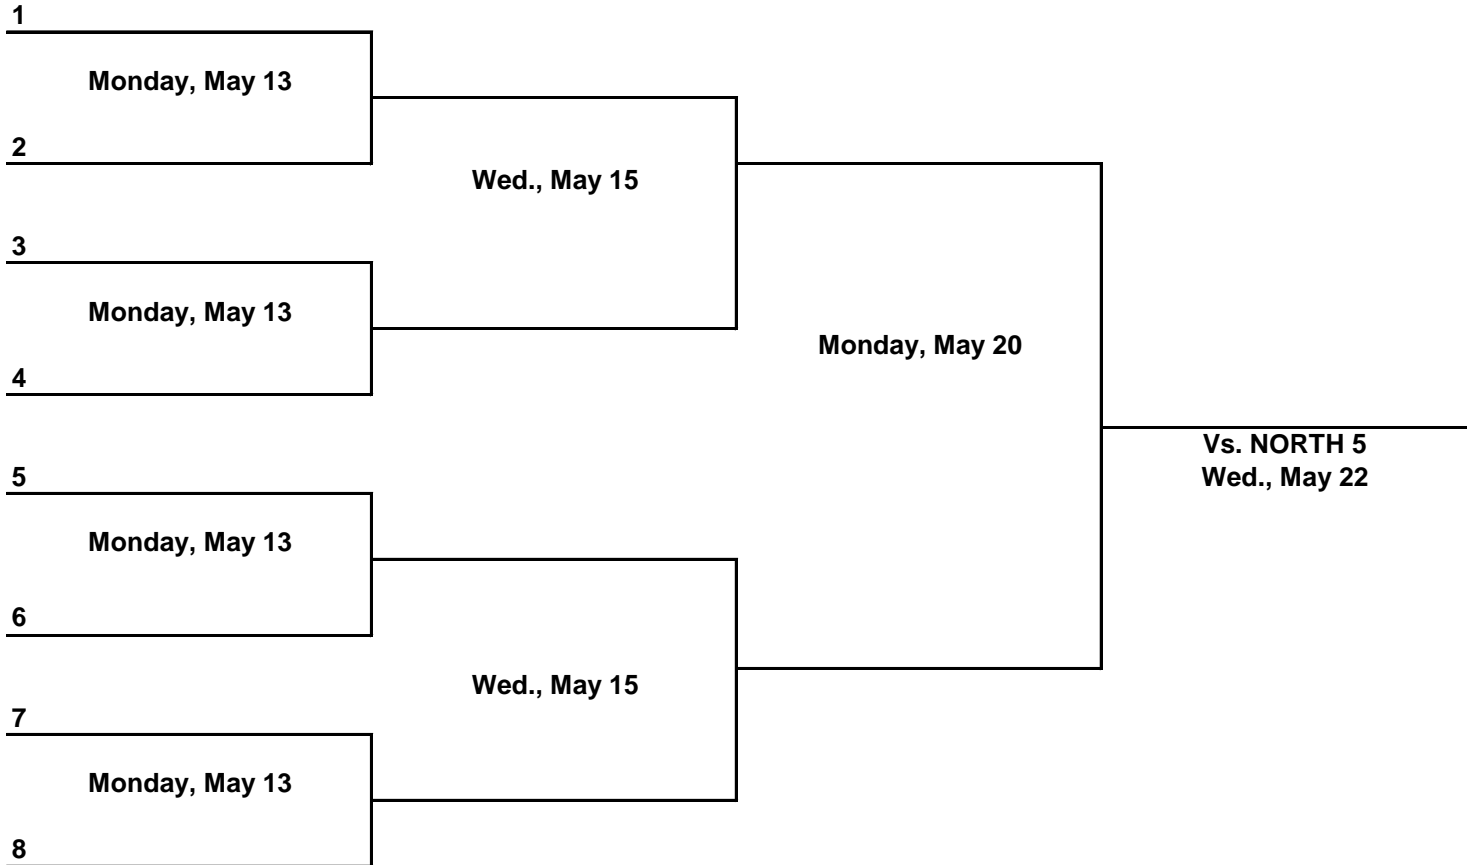 1
Monday, May 13
2
Wed., May 15
3
Monday, May 13
Monday, May 20
4
Vs. NORTH 5
Wed., May 22
5
Monday, May 13
6
Wed., May 15
7
Monday, May 13
8